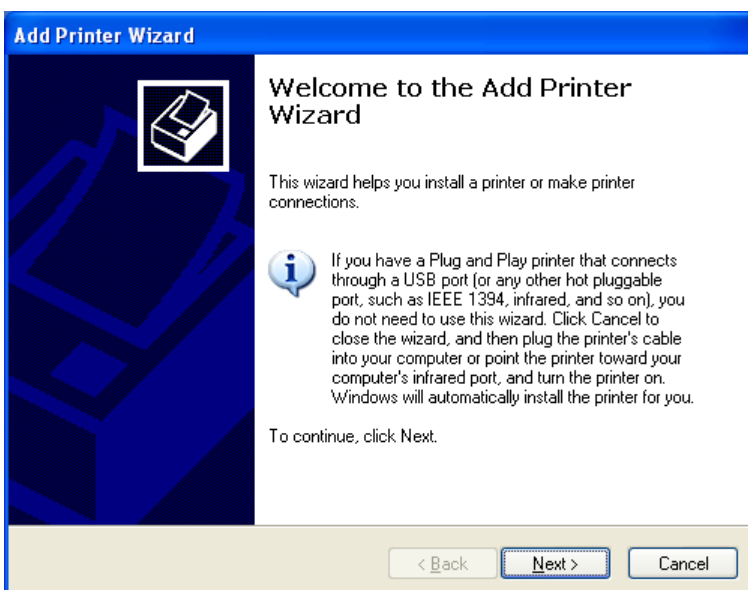 Add Printer Wizard
Welcome to the Add Printer
Wizard
This wizard helps you install a printer or make printer
connections.
If you have a Plug and Play printer that connects
through a USB port (or any other hot pluggable
port, such as IEEE 1394, infrared, and so on), you
do not need to use this wizard. Click Cancel to
close the wizard, and then plug the printer's cable
into your computer or point the printer toward your
computer's infrared port, and turn the printer on.
Windows will automatically install the printer for you.
To continue, click Next.
< Back Next > Cancel